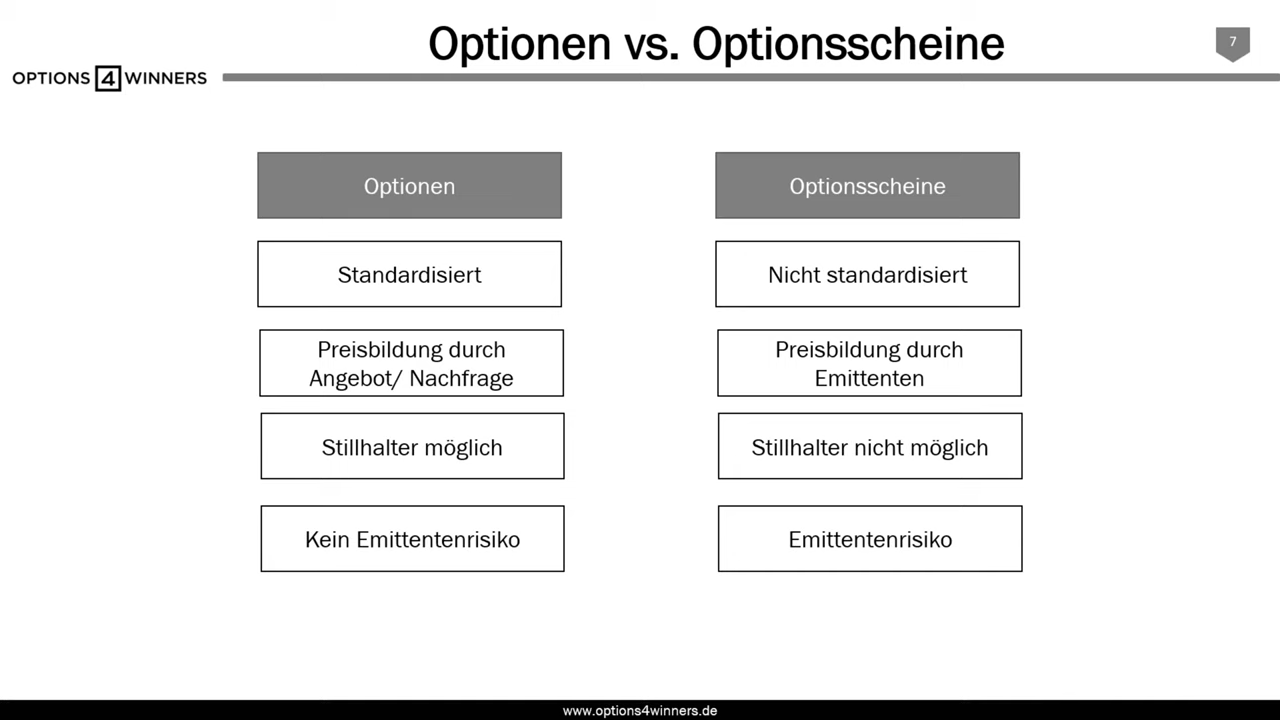 Optionen vs. Optionsscheine
7
OPTIONS 4 WINNERS
Optionen
Optionsscheine
Standardisiert
Nicht standardisiert
Preisbildung durch
Angebot/ Nachfrage
Preisbildung durch
Emittenten
Stillhalter möglich
Stillhalter nicht möglich
Kein Emittentenrisiko
Emittentenrisiko
www.options4winners.de